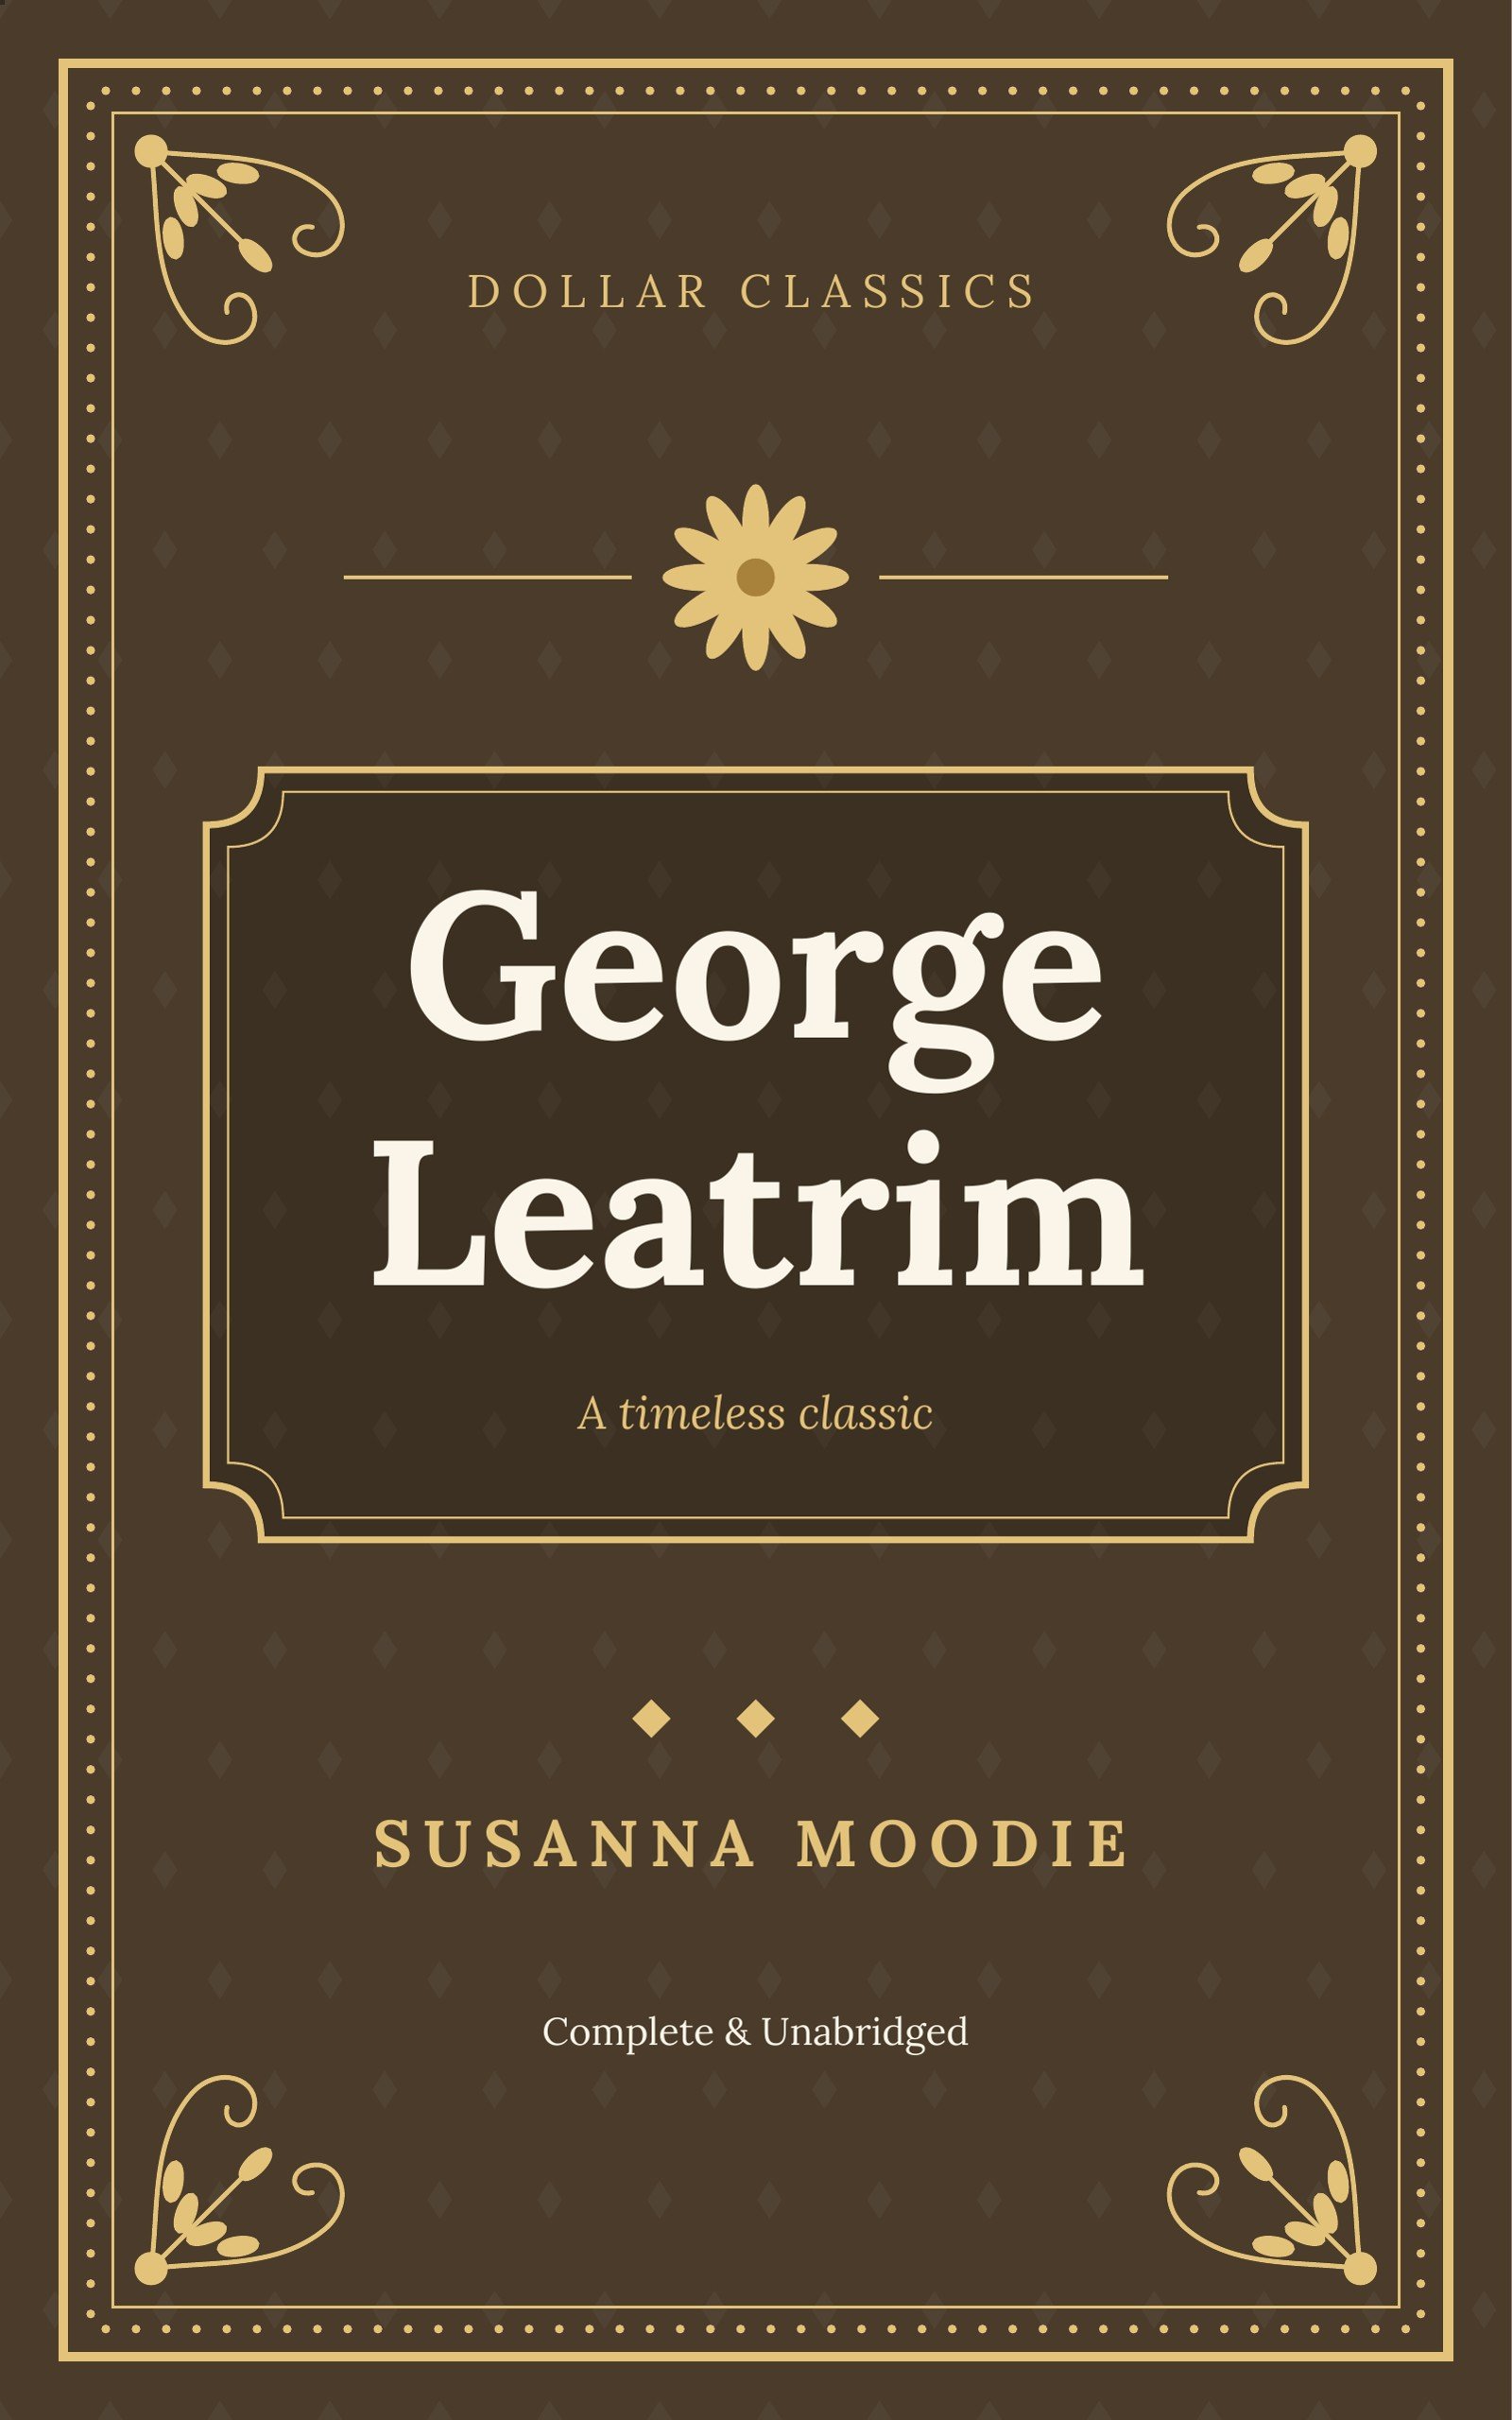 DOLLAR CLASSICS
George
Leatrim
A timeless classic
SUSANNA MOODIE
Complete & Unabridged